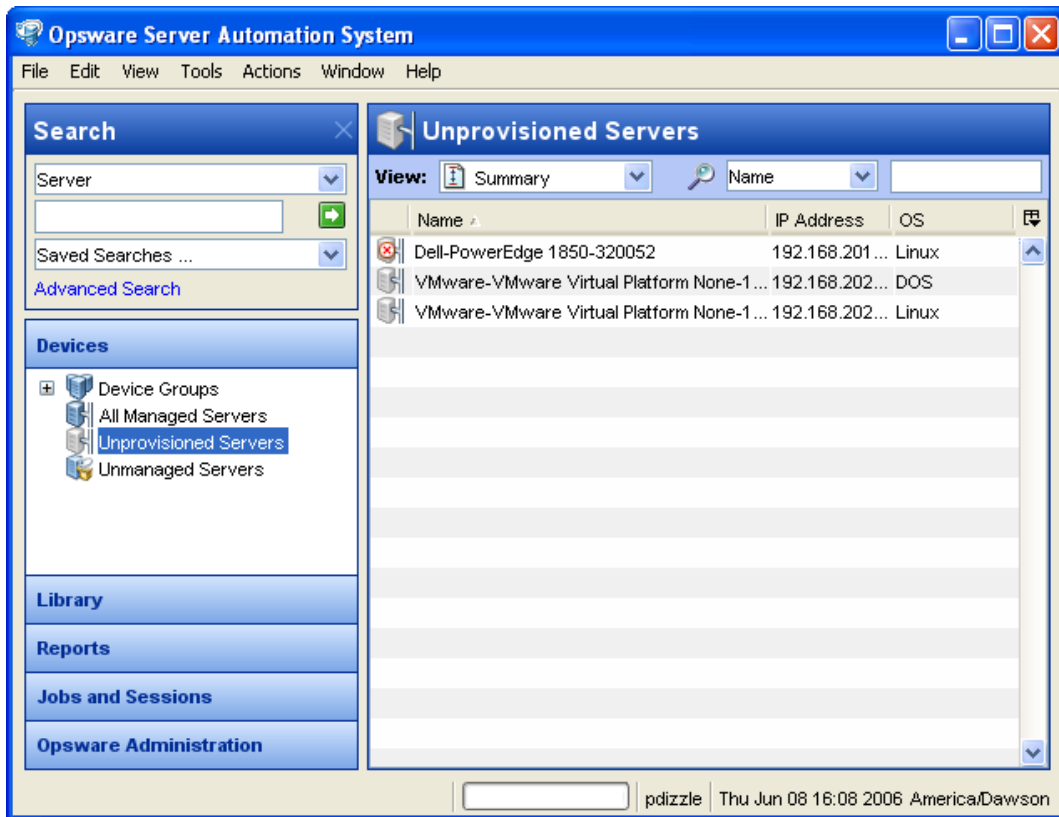 Opsware Server Automation System
File Edit View Tools Actions Window Help
Search
Server
Saved Searches ...
Advanced Search
Devices
Device Groups
All Managed Servers
Unprovisioned Servers
Unmanaged Servers
Library
Reports
Jobs and Sessions
Opsware Administration
Unprovisioned Servers
View: Summary Name
Name IP Address OS
Dell-PowerEdge 1850-320052 192.168.201... Linux
VMware-VMware Virtual Platform None-1... 192.168.202... DOS
VMware-VMware Virtual Platform None-1... 192.168.202... Linux
pdizzle Thu Jun 08 16:08 2006 America/Dawson